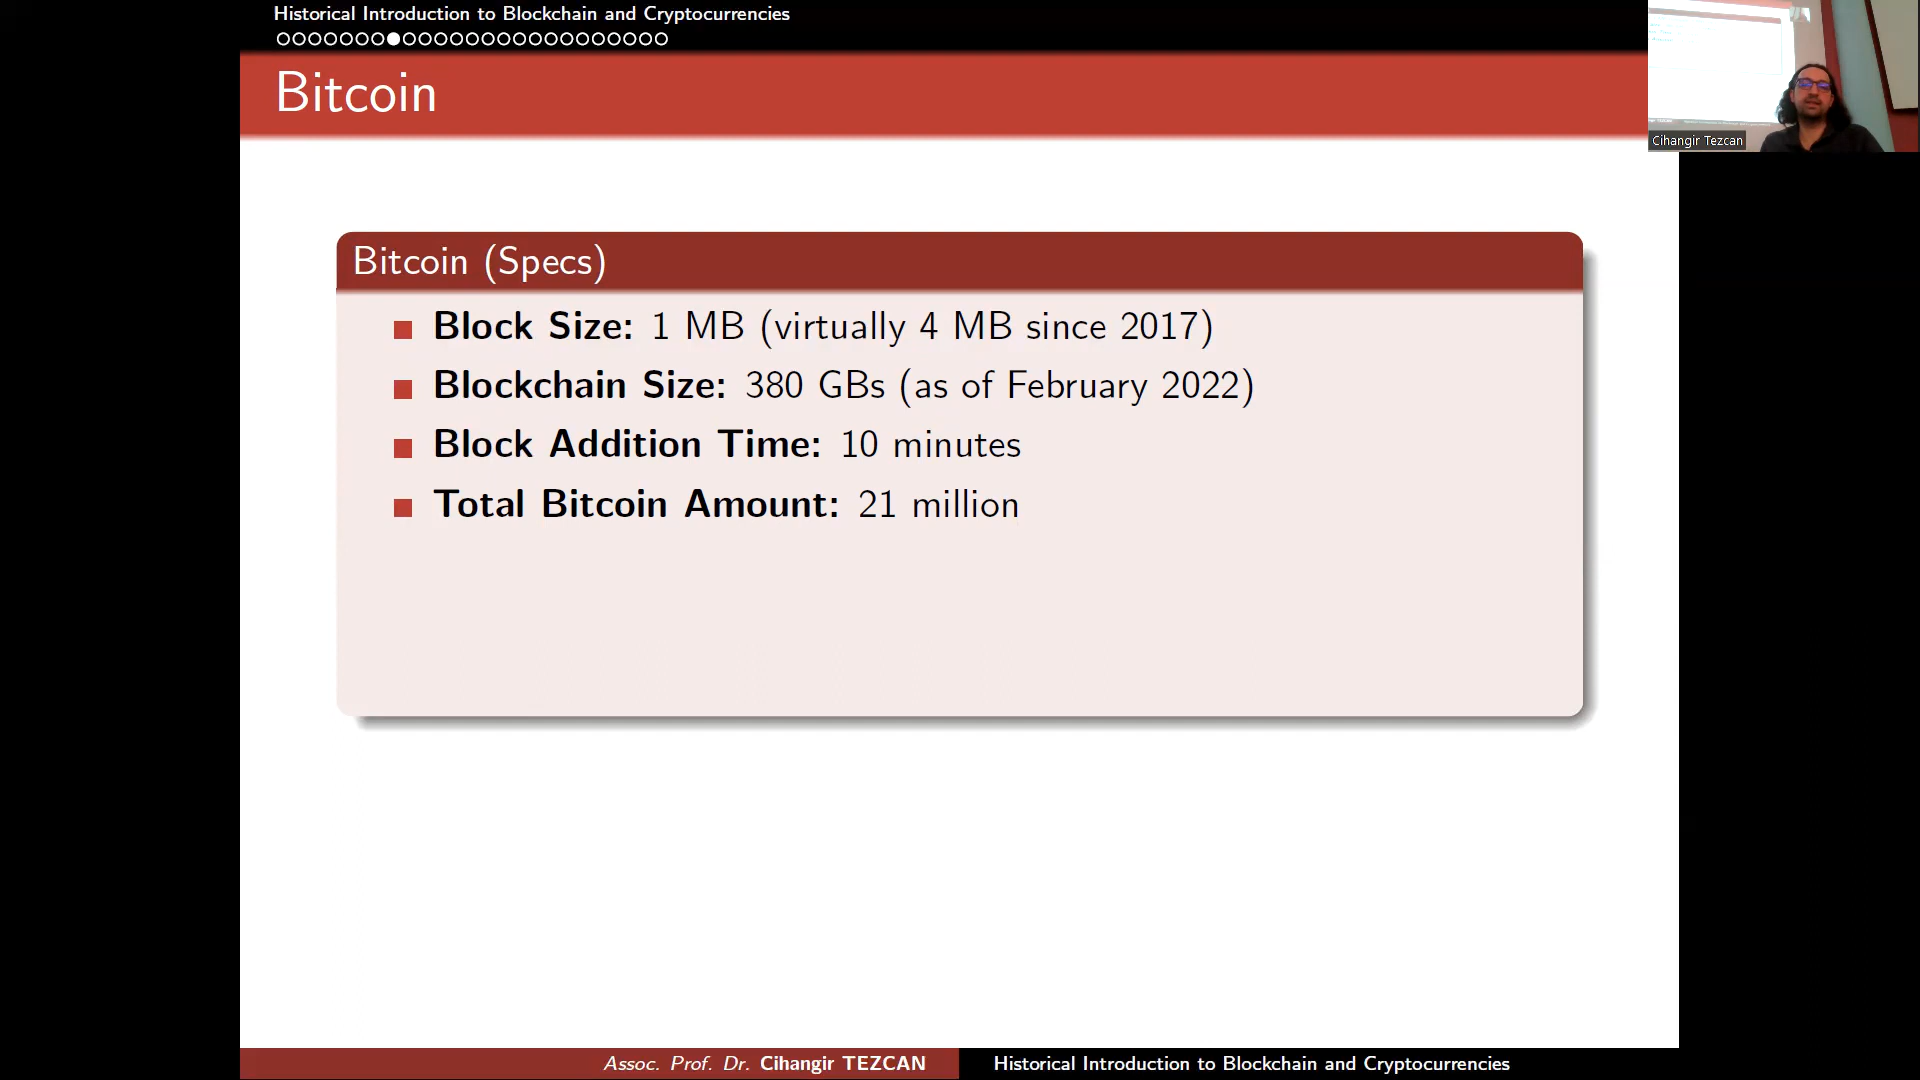 Historical Introduction to Blockchain and Cryptocurrencies
Bitcoin
Cihangir Tezcan
Bitcoin (Specs)
Block Size: 1 MB (virtually 4 MB since 2017)
Blockchain Size: 380 GBs (as of February 2022)
Block Addition Time: 10 minutes
Total Bitcoin Amount: 21 million
Assoc. Prof. Dr. Cihangir TEZCAN
Historical Introduction to Blockchain and Cryptocurrencies